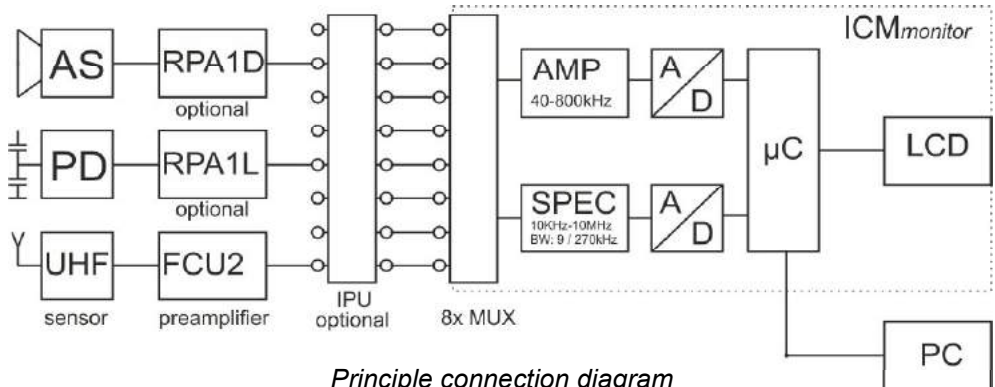 ICMmonitor
AS
RPA1D
optional
PD
RPA1L
optional
UHF
FCU2
sensor
preamplifier
IPU
optional
8x MUX
AMP
40-800kHz
A
D
SPEC
10KHz-10MHz
BW: 9 / 270kHz
A
D
µC
LCD
PC
Principle connection diagram